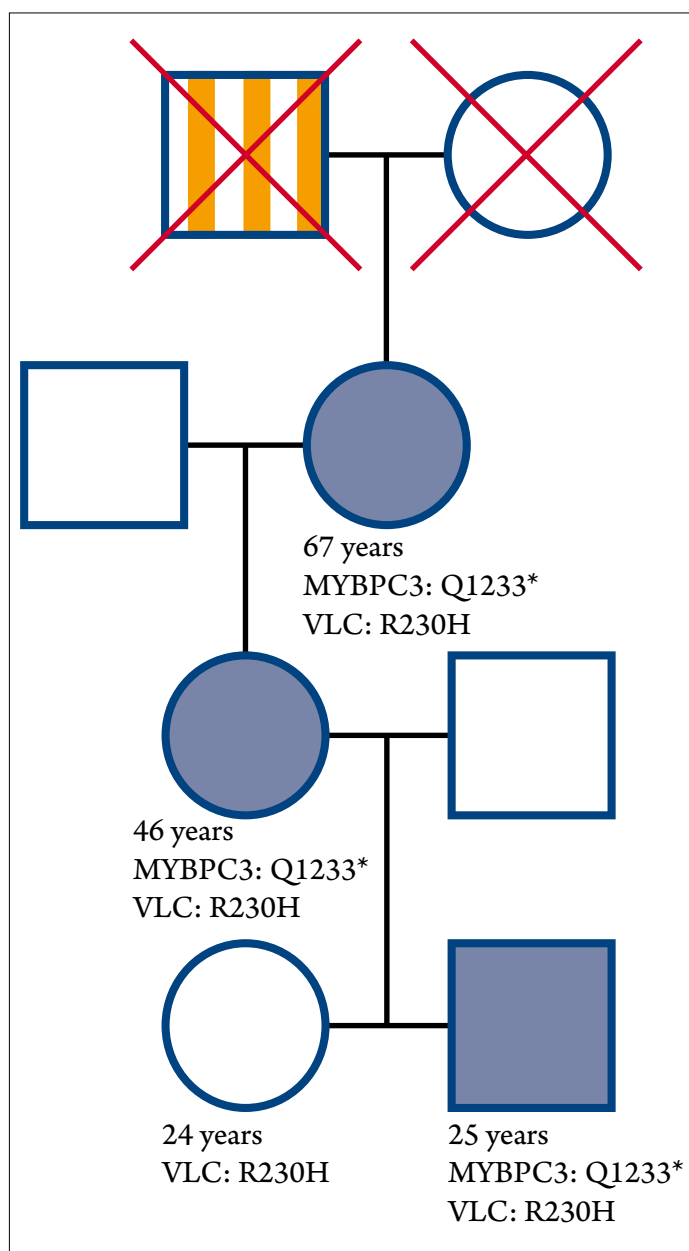 67 years
MYBPC3: Q1233*
VLC: R230H
46 years
MYBPC3: Q1233*
VLC: R230H
24 years
VLC: R230H
25 years
MYBPC3: Q1233*
VLC: R230H